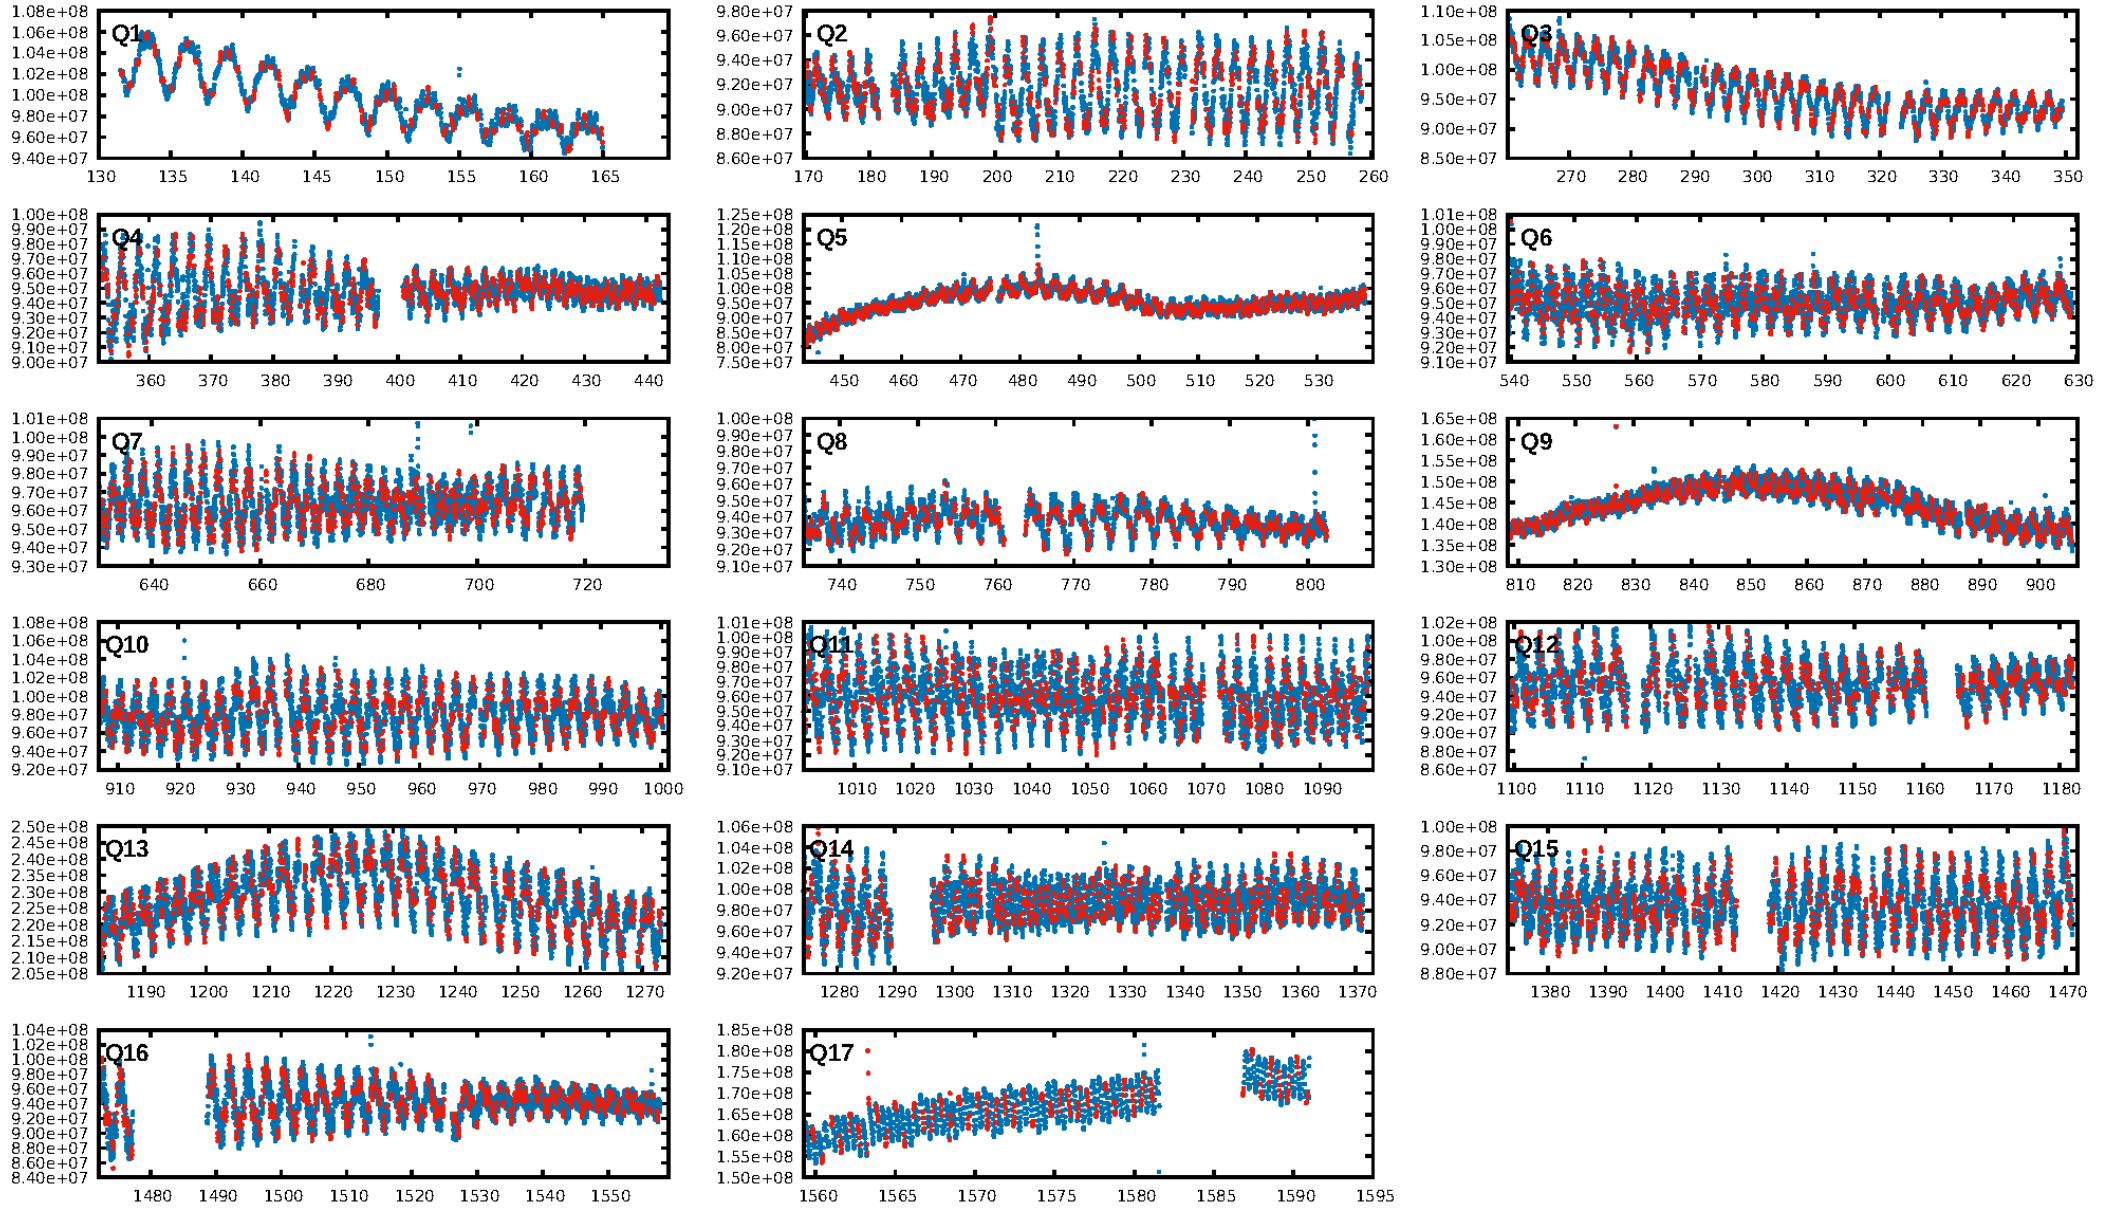 1.08e+08
1.06e+08
1.04e+08
1.02e+08
1.00e+08
9.80e+07
9.60e+07
9.40e+07
Q1
130 135 140 145 150 155 160 165
9.80e+07
9.60e+07
9.40e+07
9.20e+07
9.00e+07
8.80e+07
8.60e+07
Q2
170 180 190 200 210 220 230 240 250 260
1.10e+08
1.05e+08
1.00e+08
9.50e+07
9.00e+07
8.50e+07
Q3
270 280 290 300 310 320 330 340 350
1.00e+08
9.90e+07
9.80e+07
9.70e+07
9.60e+07
9.50e+07
9.40e+07
9.30e+07
9.20e+07
9.10e+07
9.00e+07
Q4
360 370 380 390 400 410 420 430 440
1.25e+08
1.20e+08
1.15e+08
1.10e+08
1.05e+08
1.00e+08
9.50e+07
9.00e+07
8.50e+07
8.00e+07
7.50e+07
Q5
450 460 470 480 490 500 510 520 530
1.01e+08
1.00e+08
9.90e+07
9.80e+07
9.70e+07
9.60e+07
9.50e+07
9.40e+07
9.30e+07
9.20e+07
9.10e+07
Q6
540 550 560 570 580 590 600 610 620 630
1.01e+08
1.00e+08
9.90e+07
9.80e+07
9.70e+07
9.60e+07
9.50e+07
9.40e+07
9.30e+07
Q7
640 660 680 700 720
1.00e+08
9.90e+07
9.80e+07
9.70e+07
9.60e+07
9.50e+07
9.40e+07
9.30e+07
9.20e+07
9.10e+07
Q8
740 750 760 770 780 790 800
1.65e+08
1.60e+08
1.55e+08
1.50e+08
1.45e+08
1.40e+08
1.35e+08
1.30e+08
Q9
810 820 830 840 850 860 870 880 890 900
1.08e+08
1.06e+08
1.04e+08
1.02e+08
1.00e+08
9.80e+07
9.60e+07
9.40e+07
9.20e+07
Q10
910 920 930 940 950 960 970 980 990 1000
1.01e+08
1.00e+08
9.90e+07
9.80e+07
9.70e+07
9.60e+07
9.50e+07
9.40e+07
9.30e+07
9.20e+07
9.10e+07
Q11
1010 1020 1030 1040 1050 1060 1070 1080 1090
1.02e+08
1.00e+08
9.80e+07
9.60e+07
9.40e+07
9.20e+07
9.00e+07
8.80e+07
8.60e+07
Q12
1100 1110 1120 1130 1140 1150 1160 1170 1180
2.50e+08
2.45e+08
2.40e+08
2.35e+08
2.30e+08
2.25e+08
2.20e+08
2.15e+08
2.10e+08
2.05e+08
Q13
1190 1200 1210 1220 1230 1240 1250 1260 1270
1.06e+08
1.04e+08
1.02e+08
1.00e+08
9.80e+07
9.60e+07
9.40e+07
9.20e+07
Q14
1280 1290 1300 1310 1320 1330 1340 1350 1360 1370
1.00e+08
9.80e+07
9.60e+07
9.40e+07
9.20e+07
9.00e+07
8.80e+07
Q15
1380 1390 1400 1410 1420 1430 1440 1450 1460 1470
1.04e+08
1.02e+08
1.00e+08
9.80e+07
9.60e+07
9.40e+07
9.20e+07
9.00e+07
8.80e+07
8.60e+07
8.40e+07
Q16
1480 1490 1500 1510 1520 1530 1540 1550
1.85e+08
1.80e+08
1.75e+08
1.70e+08
1.65e+08
1.60e+08
1.55e+08
1.50e+08
Q17
1560 1565 1570 1575 1580 1585 1590 1595